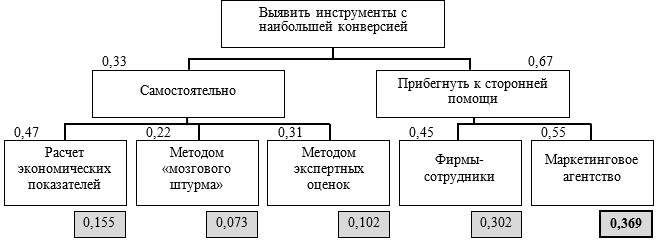 Выявить инструменты с
наибольшей конверсией
0,33
0,67
Самостоятельно
Прибегнуть к сторонней
помощи
0,47
0,22
0,31
0,45
0,55
Расчет
экономических
показателей
Методом
«мозгового
штурма»
Методом
экспертных
оценок
Фирмы-
сотрудники
Маркетинговое
агентство
0,155
0,073
0,102
0,302
0,369